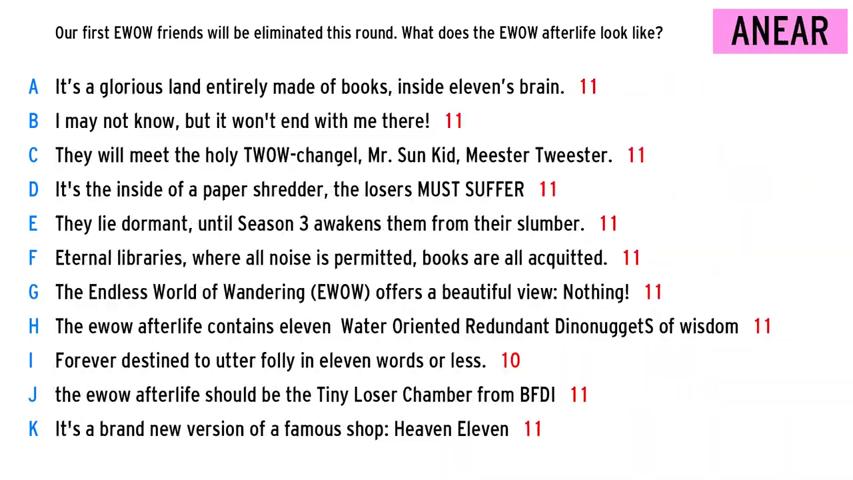 Our first EWOW friends will be eliminated this round. What does the EWOW afterlife look like?
ANEAR
A It's a glorious land entirely made of books, inside eleven's brain. 11
B I may not know, but it won't end with me there! 11
C They will meet the holy TWOW-changel, Mr. Sun Kid, Meester Tweester. 11
D It's the inside of a paper shredder, the losers MUST SUFFER 11
E They lie dormant, until Season 3 awakens them from their slumber. 11
F Eternal libraries, where all noise is permitted, books are all acquitted. 11
G The Endless World of Wandering (EWOW) offers a beautiful view: Nothing! 11
H The ewow afterlife contains eleven  Water Oriented Redundant DinonuggetS of wisdom 11
I Forever destined to utter folly in eleven words or less. 10
J the ewow afterlife should be the Tiny Loser Chamber from BFDI 11
K It's a brand new version of a famous shop: Heaven Eleven 11